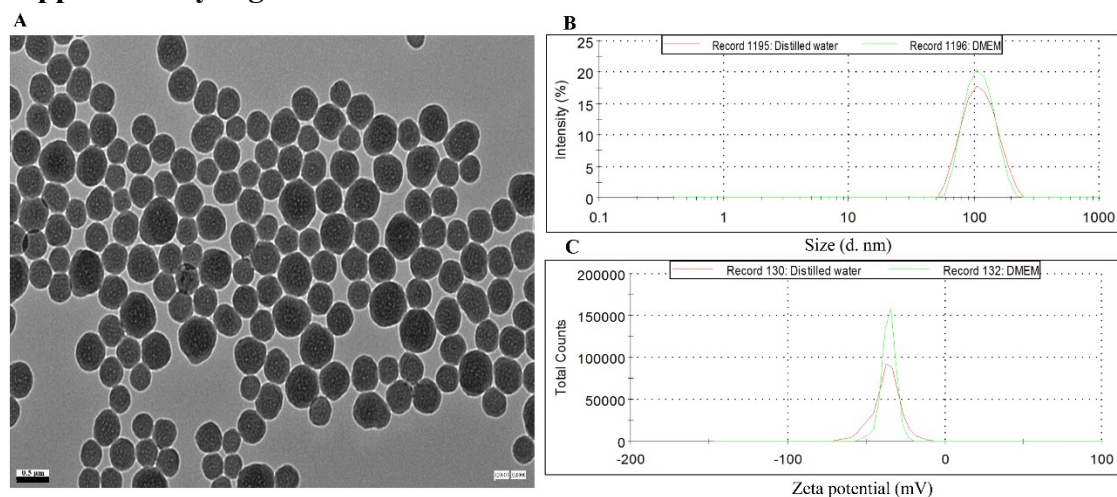 A
0.5 µm
B
Record 1195: Distilled water
Record 1196: DMEM
Intensity (%)
25
20
15
10
5
0
0.1
1
10
100
1000
Size (d. nm)
C
Record 130: Distilled water
Record 132: DMEM
Total Counts
200000
150000
100000
50000
0
-200
-100
0
100
Zeta potential (mV)